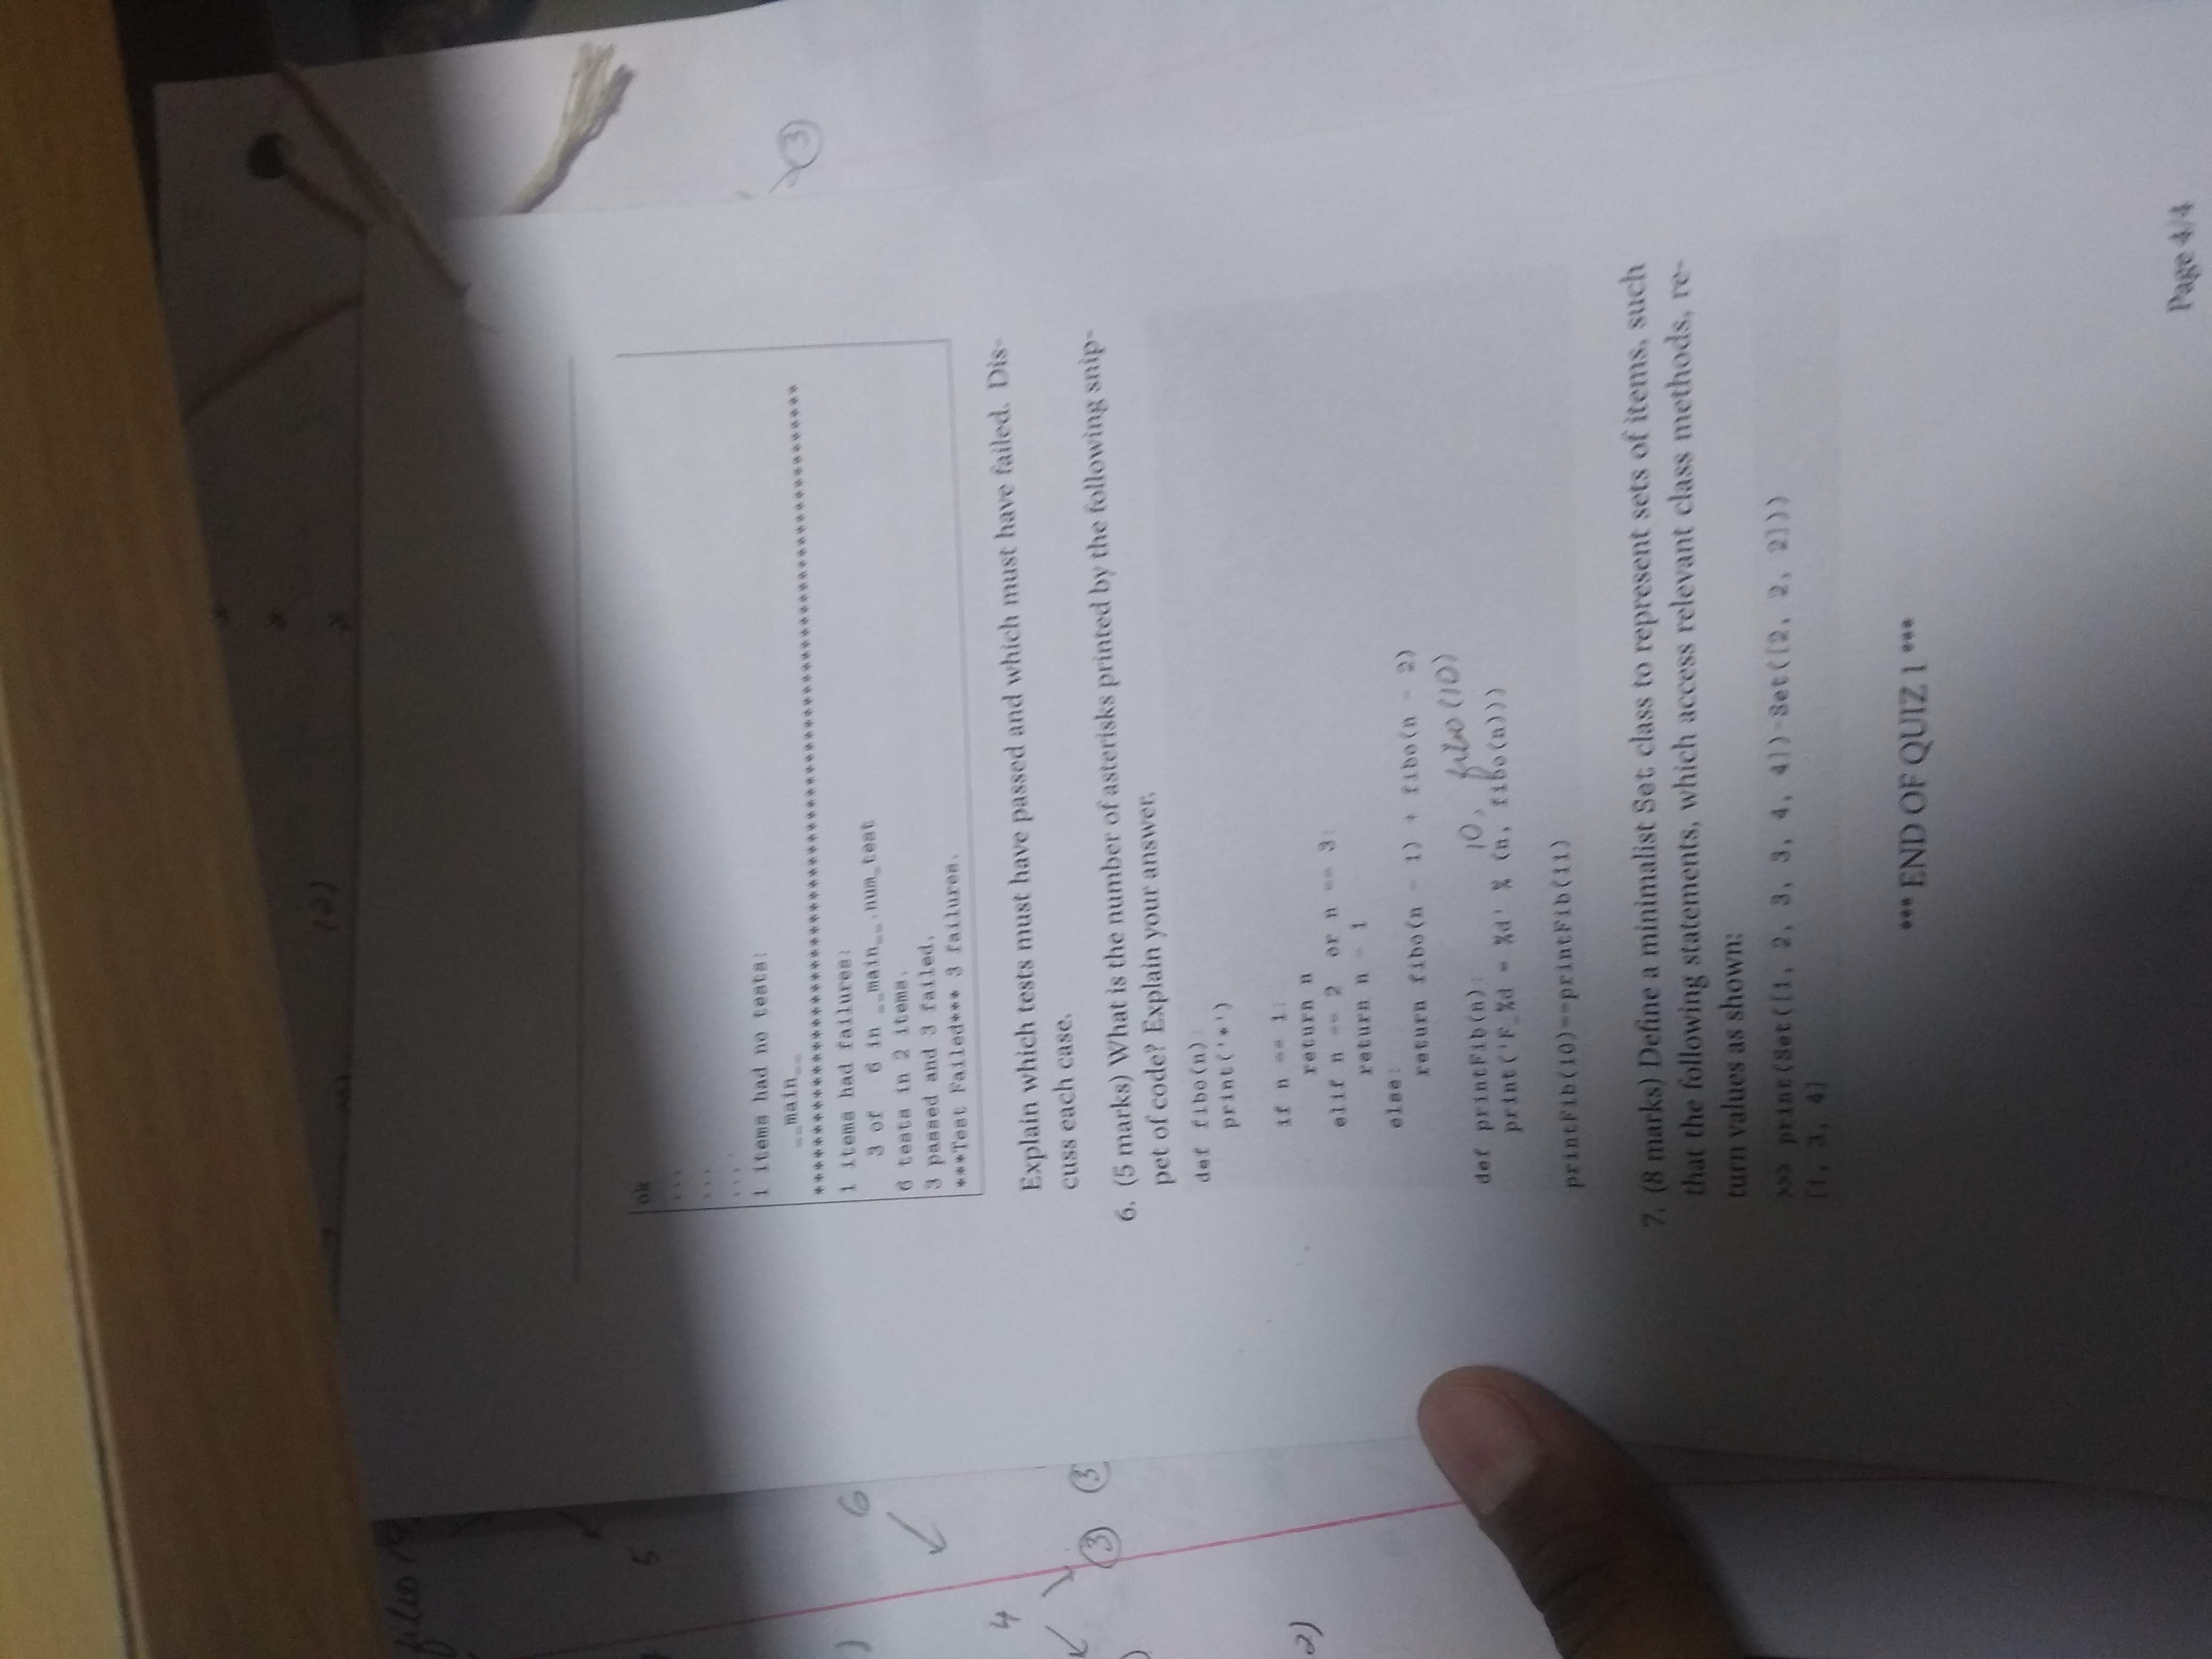 (2)
fibo
5
ok
...
...
...
1 items had no tests:
__main__
1 items had failures:
3 of 6 in __main__.num_test
6 tests in 2 items.
3 passed and 3 failed.
***Test Failed*** 3 failures.
3
6
4
3
3
Explain which tests must have passed and which must have failed. Dis-
cuss each case.
6. (5 marks) What is the number of asterisks printed by the following snip-
pet of code? Explain your answer.
def fibo(n):
print('*')
if n == 1:
return n
elif n == 2 or n == 3:
return n - 1
else:
return fibo(n - 1) + fibo(n - 2)
10, fibo(10)
def printFib(n):
print('F_%d = %d' % (n, fibo(n)))
printFib(10)==printFib(11)
2)
7. (8 marks) Define a minimalist Set class to represent sets of items, such
that the following statements, which access relevant class methods, re-
turn values as shown:
>>> print(Set([1, 2, 3, 3, 4, 4])-Set([2, 2, 2]))
[1, 3, 4]
*** END OF QUIZ 1 ***
Page 4/4